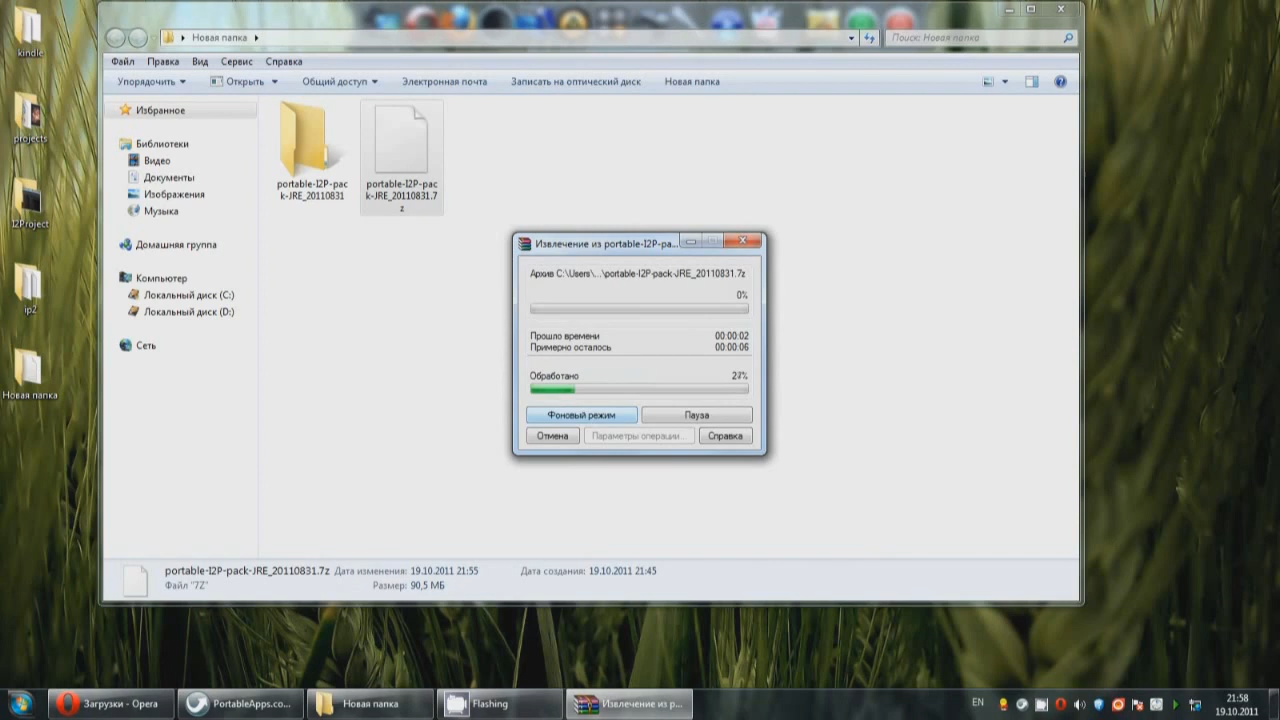 kindle
projects
I2Project
ip2
Новая папка
Новая папка
Поиск: Новая папка
Файл Правка Вид Сервис Справка
Упорядочить Открыть Общий доступ Электронная почта Записать на оптический диск Новая папка
Избранное
Библиотеки
Видео
Документы
Изображения
Музыка
Домашняя группа
Компьютер
Локальный диск (C:)
Локальный диск (D:)
Сеть
portable-I2P-pac
k-JRE_20110831
portable-I2P-pac
k-JRE_20110831.7
z
Извлечение из portable-I2P-pa...
Архив C:\Users\...\portable-I2P-pack-JRE_20110831.7z
0%
Прошло времени 00:00:02
Примерно осталось 00:00:06
Обработано
Фоновый режим Пауза
Отмена Параметры операции... Справка
portable-I2P-pack-JRE_20110831.7z Дата изменения: 19.10.2011 21:55 Дата создания: 19.10.2011 21:45
Файл "7Z" Размер: 90,5 МБ
Загрузки - Opera
PortableApps.co...
Новая папка
Flashing
Извлечение из p...
EN
21:58
19.10.2011